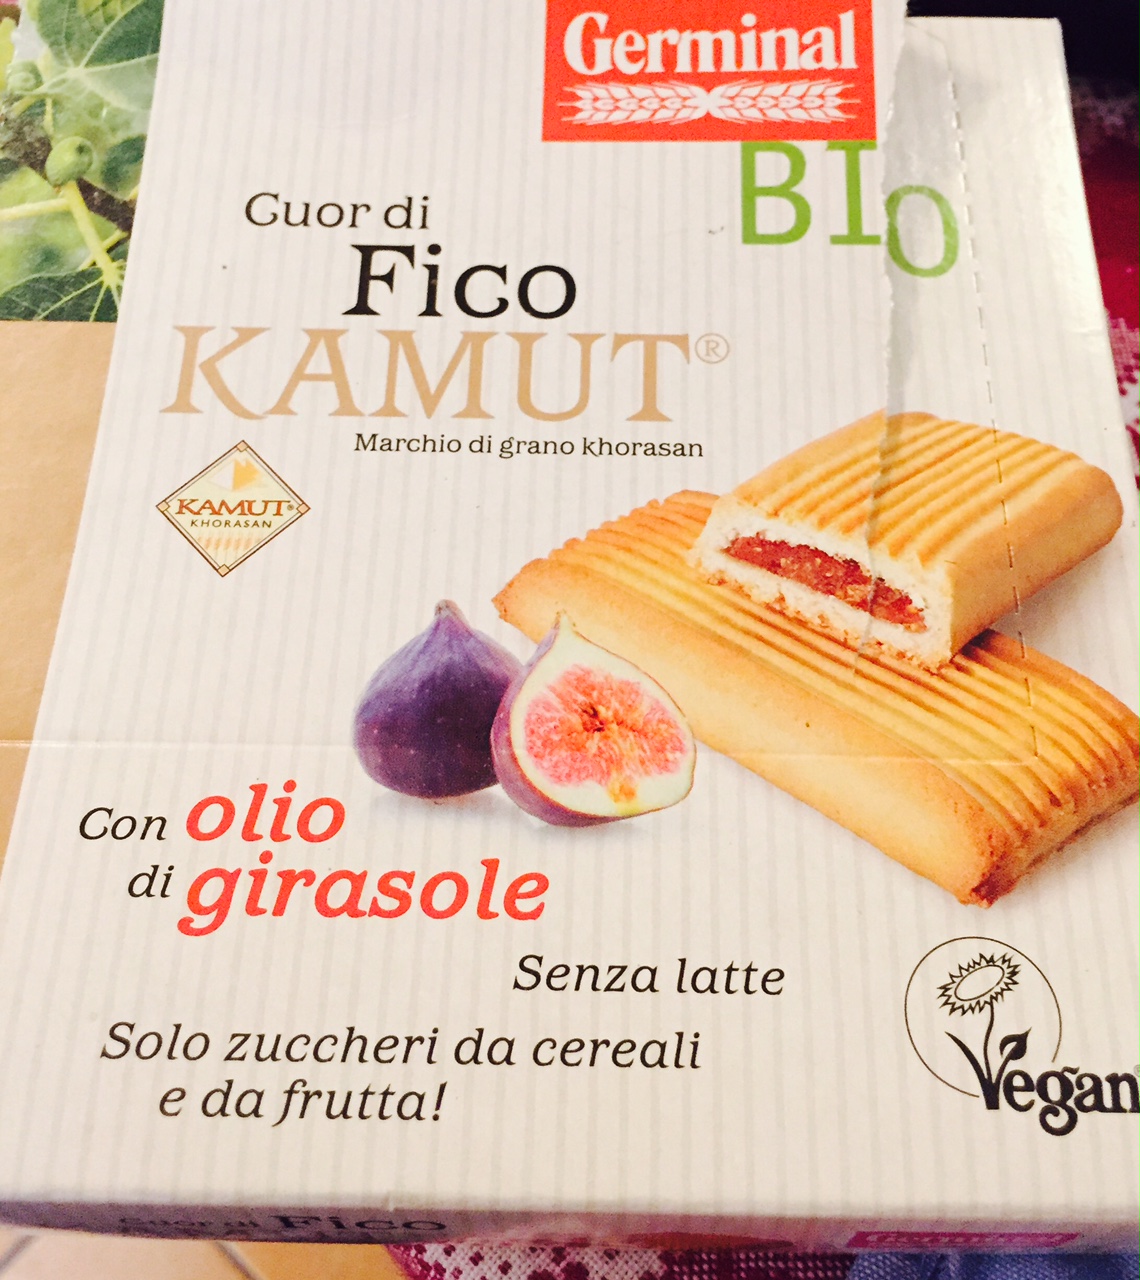 Germinal
BIO
Cuor di
Fico
KAMUT®
Marchio di grano khorasan
KAMUT®
KHORASAN
Con olio
di girasole
Senza latte
Solo zuccheri da cereali
e da frutta!
Vegan
Cuor di Fico
Germinal